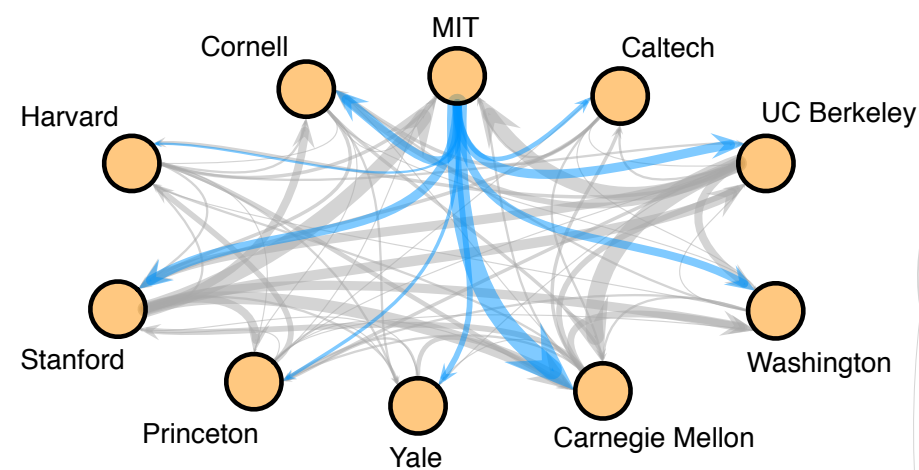 MIT
Cornell
Caltech
Harvard
UC Berkeley
Stanford
Washington
Princeton
Carnegie Mellon
Yale